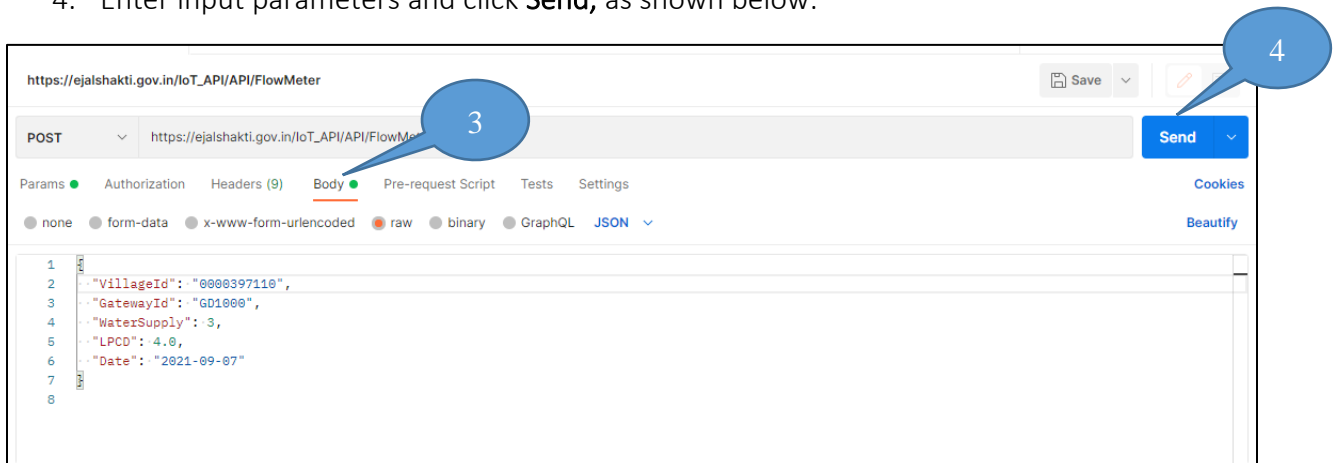 4. Enter input parameters and click Send, as shown below.
4
https://ejalshakti.gov.in/IoT_API/API/FlowMeter
Save
3
POST https://ejalshakti.gov.in/IoT_API/API/FlowMet
Send
Params Authorization Headers (9) Body Pre-request Script Tests Settings Cookies
none form-data x-www-form-urlencoded raw binary GraphQL JSON Beautify
1 {
2 "VillageId": "0000397110",
3 "GatewayId": "GD1000",
4 "WaterSupply": 3,
5 "LPCD": 4.0,
6 "Date": "2021-09-07"
7 }
8